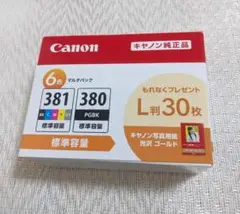 Canon
キヤノン純正品
6色マルチパック
381
380
BK C M Y GY
PGBK
標準容量
標準容量
標準容量
もれなくプレゼント
L判30枚
キヤノン写真用紙
光沢 ゴールド